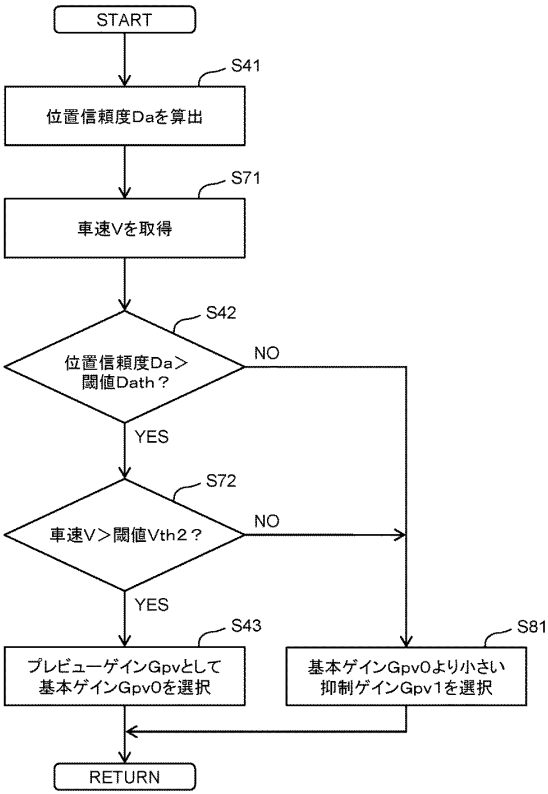 START
S41
位置信頼度Daを算出
S71
車速Vを取得
S42
位置信頼度Da＞
閾値Dath？
NO
YES
S72
車速V＞閾値Vth2？
NO
YES
S43
プレビューゲインGpvとして
基本ゲインGpv0を選択
S81
基本ゲインGpv0より小さい
抑制ゲインGpv1を選択
RETURN